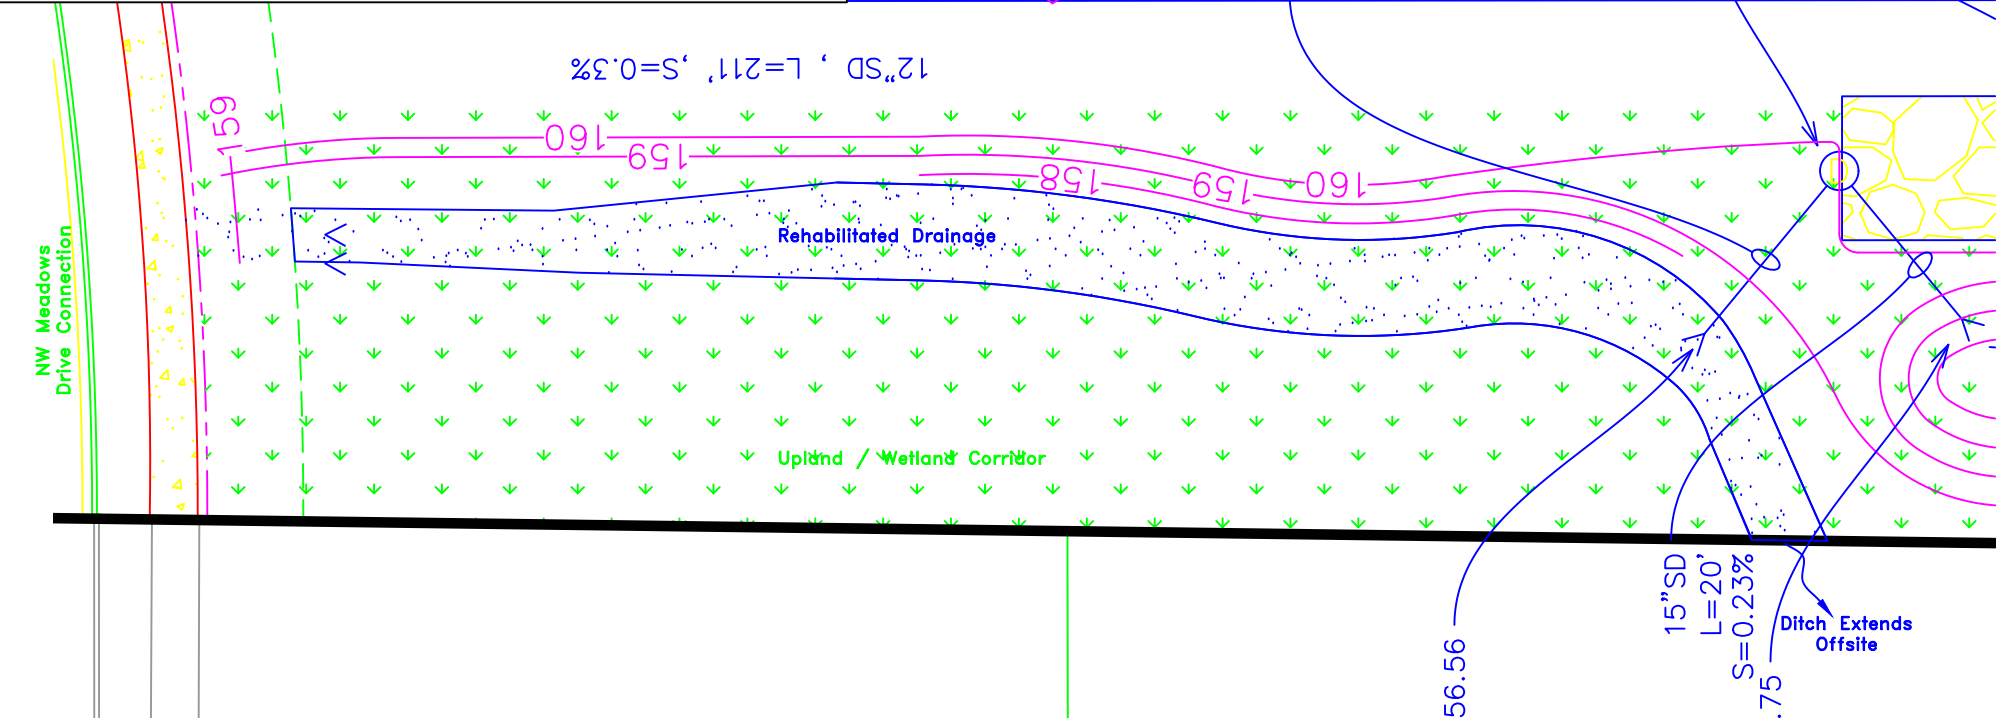 12"SD , L=211', S=0.3%
159
160
159
158
159
160
Rehabilitated Drainage
NW Meadows
Drive Connection
Upland / Wetland Corridor
15"SD
L=20',
S=0.23%
Ditch Extends
Offsite
56.56
.75